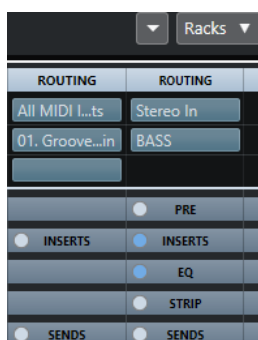 Racks
ROUTING ROUTING
All MIDI I...ts Stereo In
01. Groove...in BASS
PRE
INSERTS INSERTS
EQ
STRIP
SENDS SENDS